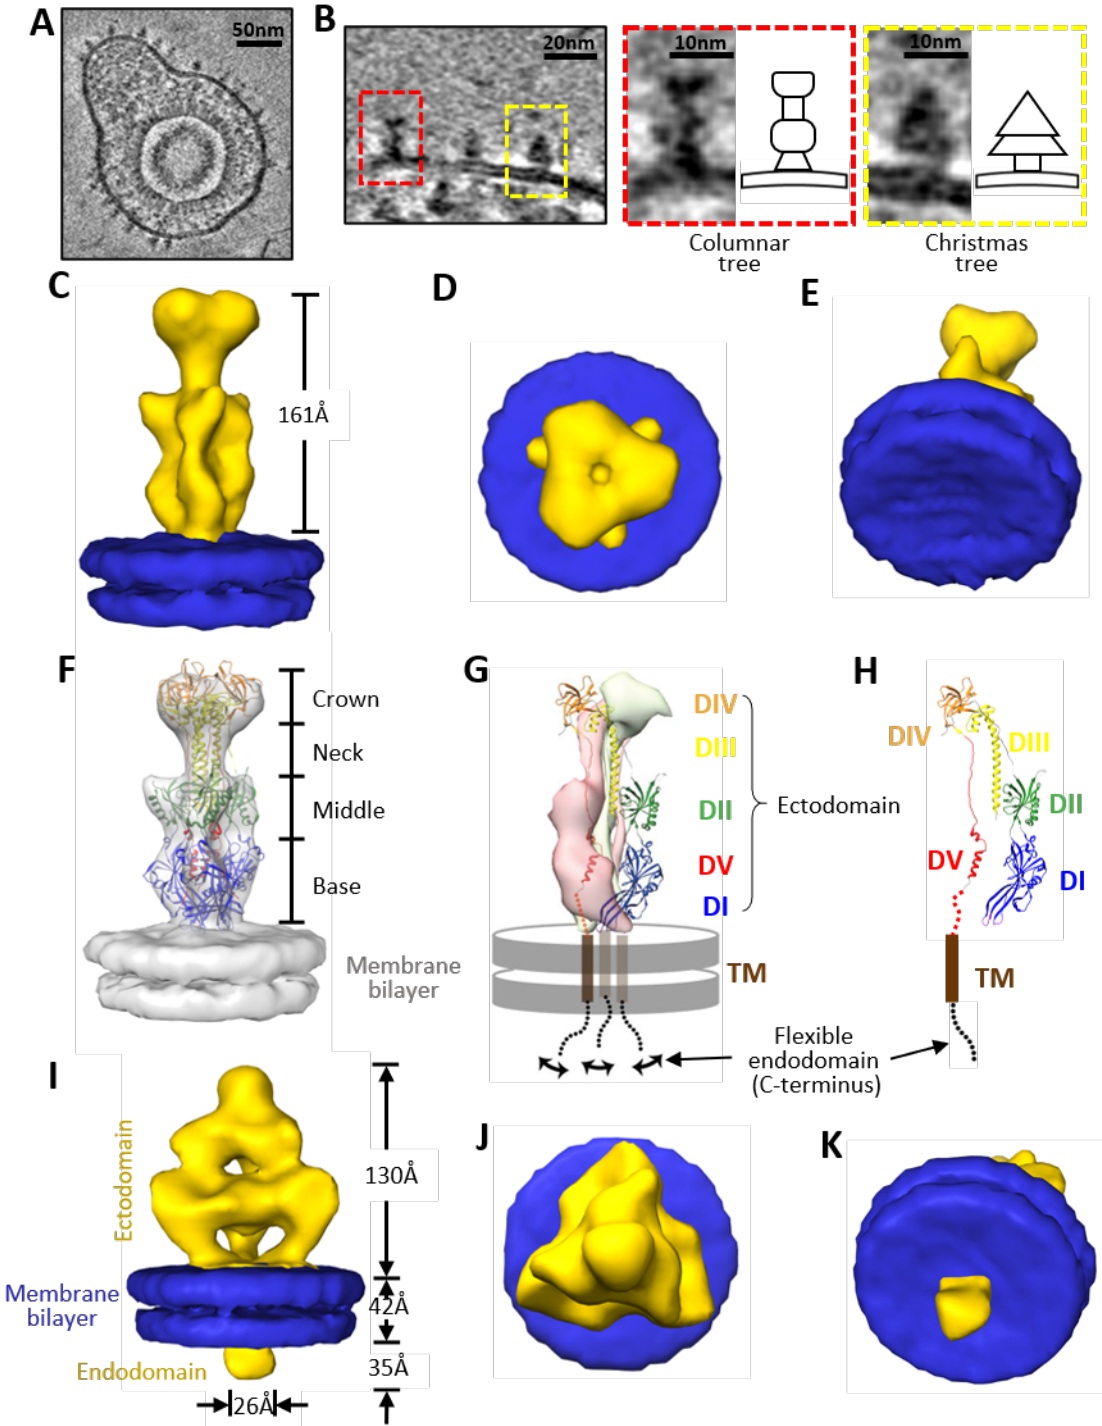 A
50nm
B
20nm
10nm
10nm
Columnar
tree
Christmas
tree
C
161Å
D
E
F
Crown
Neck
Middle
Base
Membrane
bilayer
G
DIV
DIII
DII
DV
DI
Ectodomain
TM
H
DIV
DIII
DII
DV
DI
TM
Flexible
endodomain
(C-terminus)
I
Ectodomain
130Å
Membrane
bilayer
42Å
Endodomain
35Å
26Å
J
K